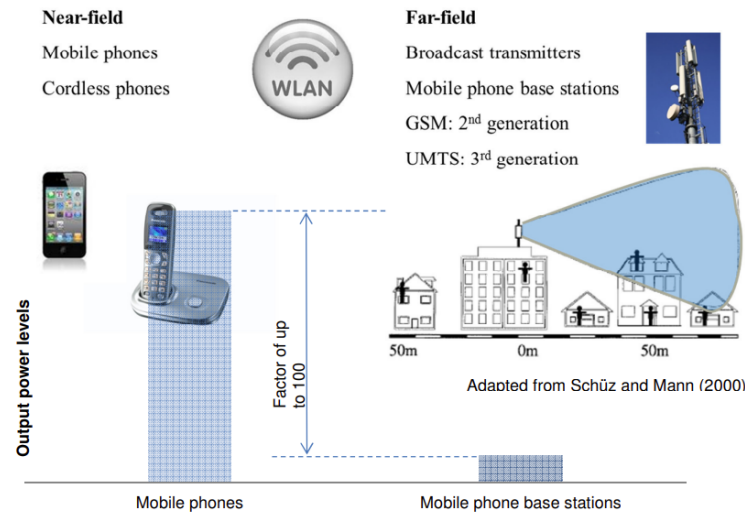 Near-field
Mobile phones
Cordless phones
WLAN
Far-field
Broadcast transmitters
Mobile phone base stations
GSM: 2nd generation
UMTS: 3rd generation
50m
0m
50m
Adapted from Schüz and Mann (2000)
Output power levels
Factor of up
to 100
Mobile phones
Mobile phone base stations